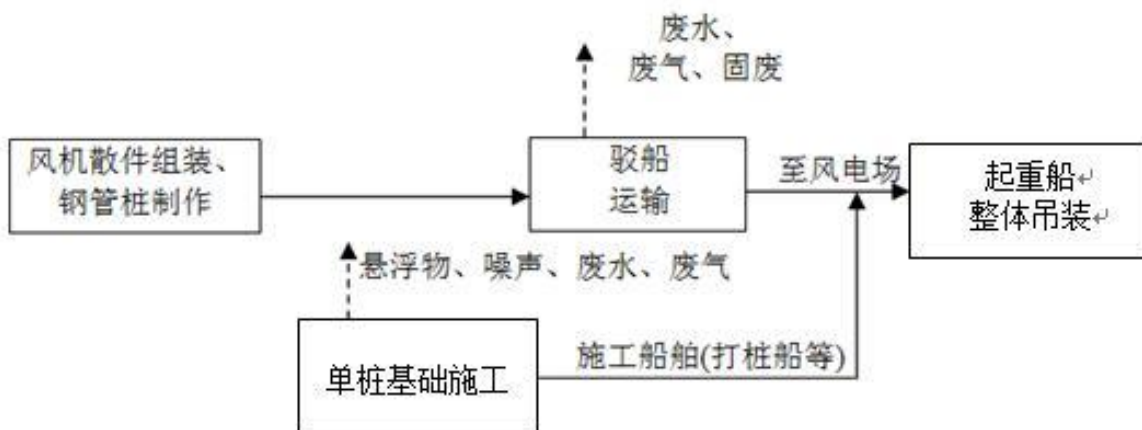 废水、
废气、固废
风机散件组装、
钢管桩制作
驳船
运输
至风电场
起重船↵
整体吊装↵
悬浮物、噪声、废水、废气
单桩基础施工
施工船舶(打桩船等)